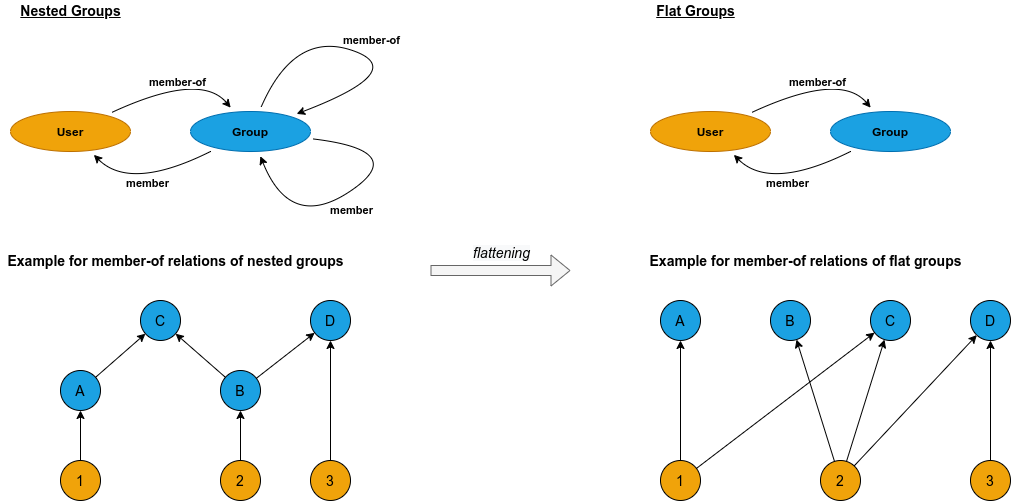 Nested Groups
member-of
member-of
User
Group
member
member
Flat Groups
member-of
User
Group
member
flattening
Example for member-of relations of nested groups
C
D
A
B
1
2
3
Example for member-of relations of flat groups
A
B
C
D
1
2
3